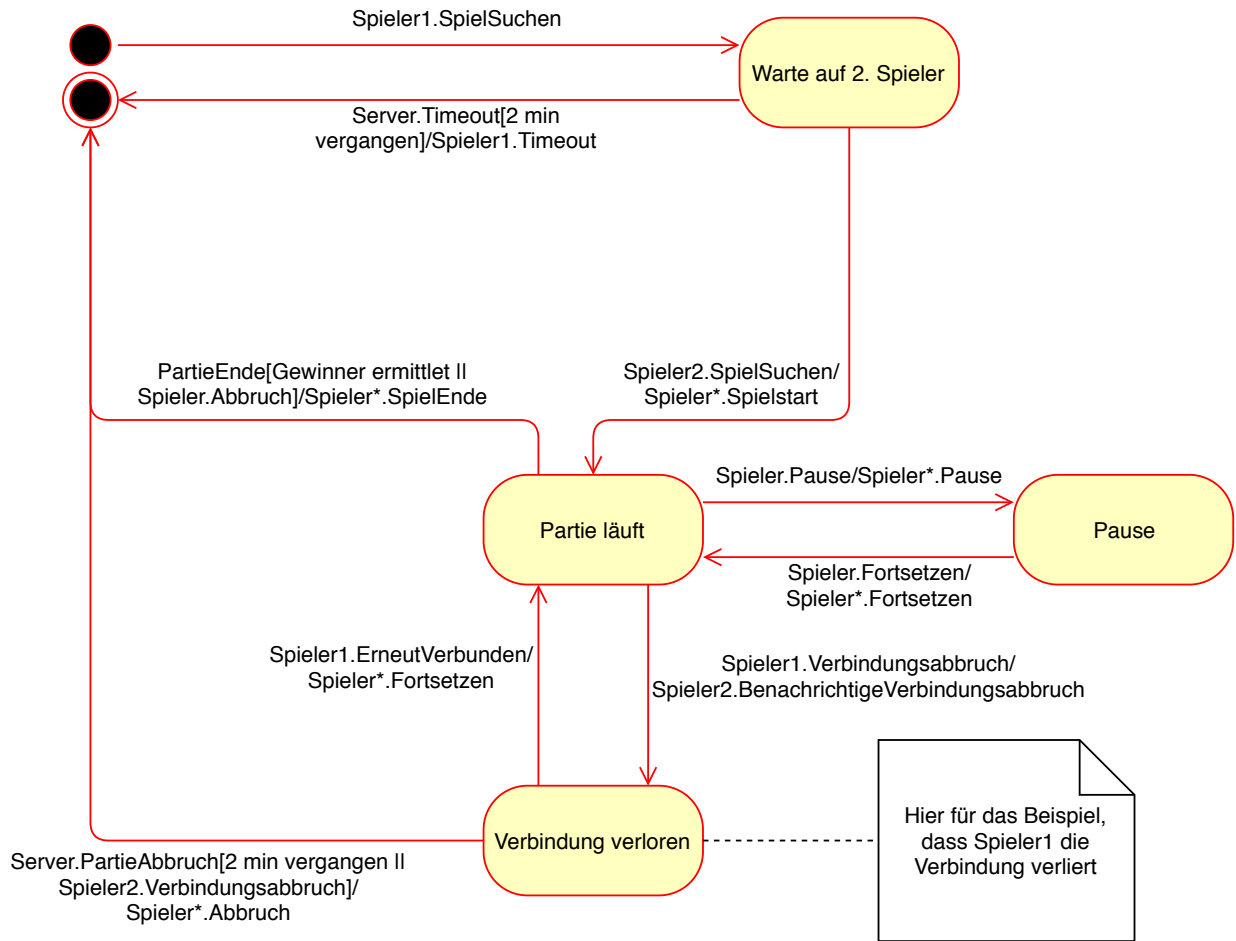 Spieler1.SpielSuchen
Warte auf 2. Spieler
Server.Timeout[2 min
vergangen]/Spieler1.Timeout
PartieEnde[Gewinner ermittlet ||
Spieler.Abbruch]/Spieler*.SpielEnde
Spieler2.SpielSuchen/
Spieler*.Spielstart
Spieler.Pause/Spieler*.Pause
Partie läuft
Pause
Spieler.Fortsetzen/
Spieler*.Fortsetzen
Spieler1.ErneutVerbunden/
Spieler*.Fortsetzen
Spieler1.Verbindungsabbruch/
Spieler2.BenachrichtigeVerbindungsabbruch
Verbindung verloren
Hier für das Beispiel,
dass Spieler1 die
Verbindung verliert
Server.PartieAbbruch[2 min vergangen ||
Spieler2.Verbindungsabbruch]/
Spieler*.Abbruch